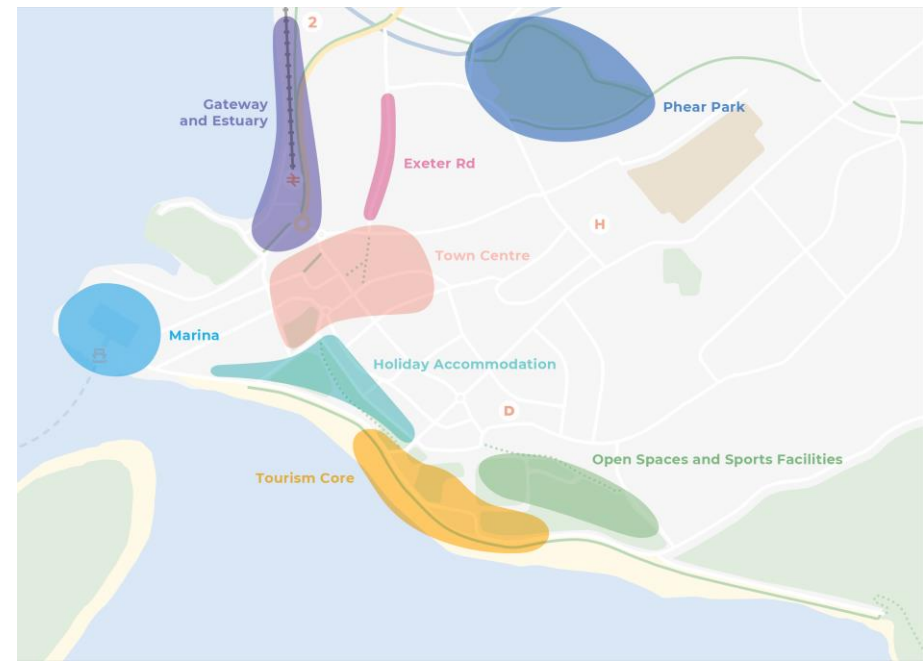 2
Gateway
and Estuary
Phear Park
Exeter Rd
H
Town Centre
Marina
Holiday Accommodation
D
Open Spaces and Sports Facilities
Tourism Core